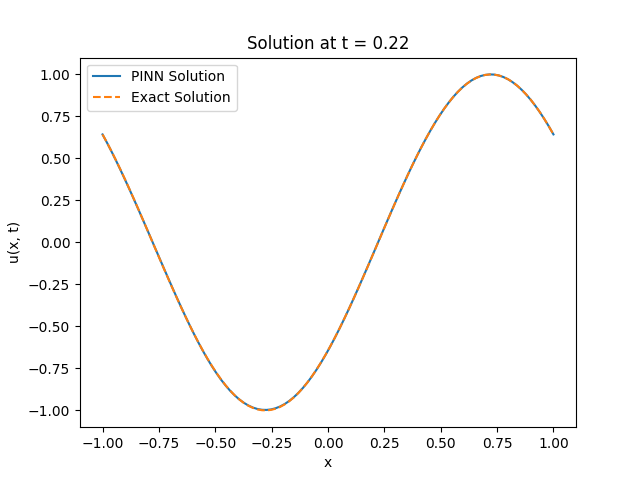 Solution at t = 0.22
PINN Solution
Exact Solution
1.00
0.75
0.50
0.25
0.00
−0.25
−0.50
−0.75
−1.00
u(x, t)
−1.00 −0.75 −0.50 −0.25 0.00 0.25 0.50 0.75 1.00
x